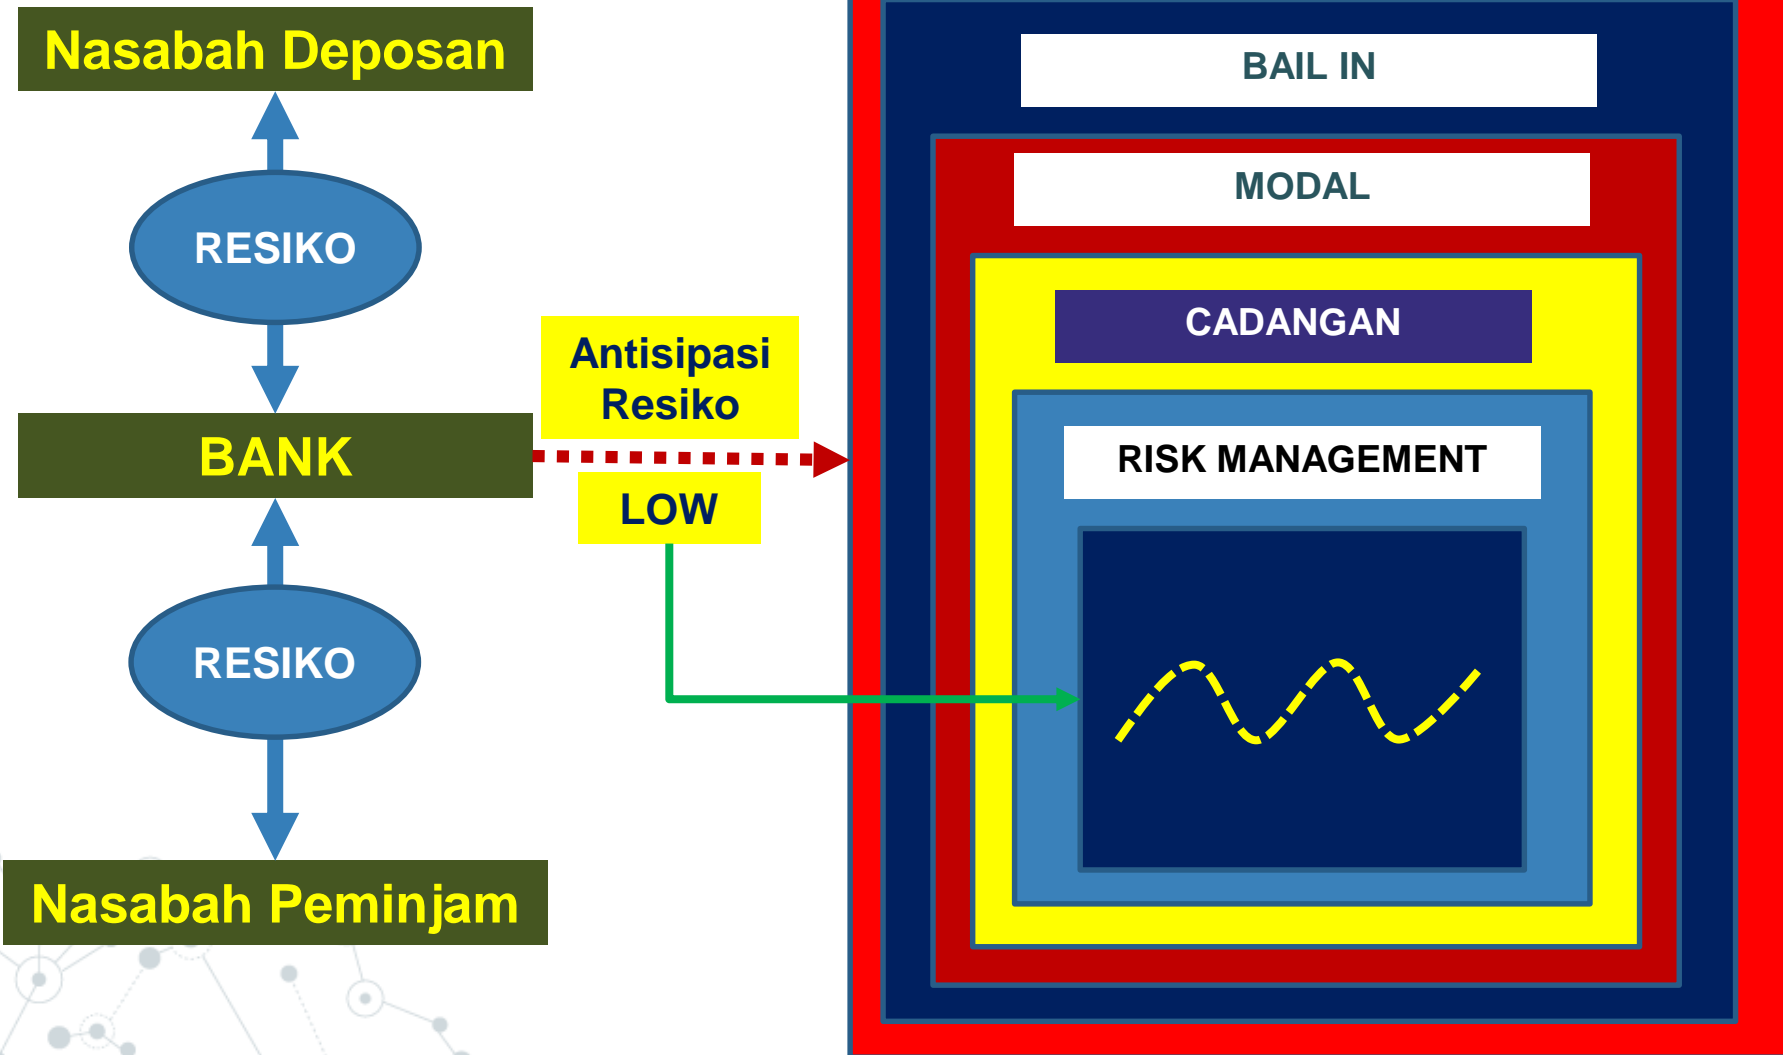 Nasabah Deposan
RESIKO
BANK
RESIKO
Nasabah Peminjam
Antisipasi
Resiko
LOW
BAIL IN
MODAL
CADANGAN
RISK MANAGEMENT